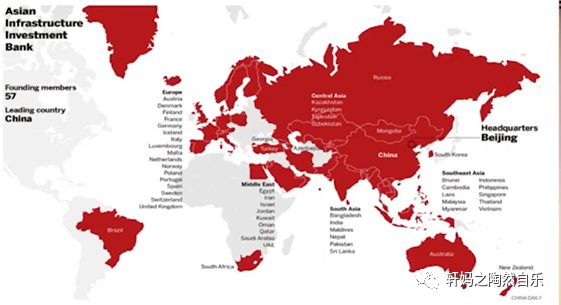 Asian
Infrastructure
Investment
Bank
Founding members
57
Leading country
China
Europe
Austria
Denmark
Finland
France
Germany
Iceland
Italy
Luxembourg
Malta
Netherlands
Norway
Poland
Portugal
Spain
Sweden
Switzerland
United Kingdom
Russia
Central Asia
Kazakhstan
Kyrgyzstan
Tajikistan
Uzbekistan
Mongolia
Georgia
Turkey
Azerbaijan
China
Headquarters
Beijing
South Korea
Middle East
Egypt
Iran
Israel
Jordan
Kuwait
Oman
Qatar
Saudi Arabia
UAE
South Asia
Bangladesh
India
Maldives
Nepal
Pakistan
Sri Lanka
Southeast Asia
Brunei Indonesia
Cambodia Philippines
Laos Singapore
Malaysia Thailand
Myanmar Vietnam
Brazil
South Africa
Australia
New Zealand
轩妈之陶然自乐
CHINA DAILY